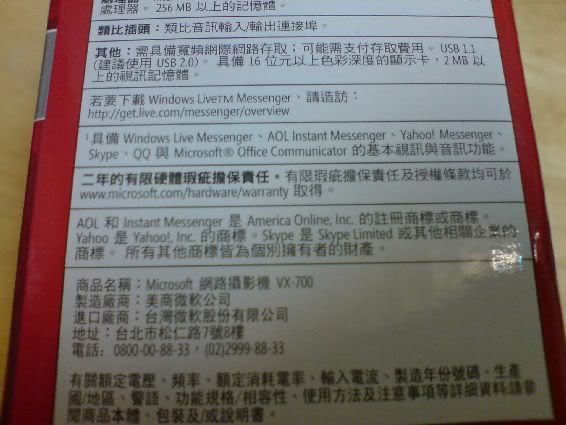 處理器。 256 MB 以上的記憶體。
類比插頭：類比音訊輸入/輸出連接埠。
其他：需具備寬頻網際網路存取；可能需支付存取費用。 USB 1.1
(建議使用 USB 2.0)。 具備 16 位元以上色彩深度的顯示卡，2 MB 以
上的視訊記憶體。
若要下載 Windows Live™ Messenger，請造訪：
http://get.live.com/messenger/overview
¹具備 Windows Live Messenger、AOL Instant Messenger、Yahoo! Messenger、
Skype、QQ 與 Microsoft® Office Communicator 的基本視訊與音訊功能。
二年的有限硬體瑕疵擔保責任。有限瑕疵擔保責任及授權條款均可於
www.microsoft.com/hardware/warranty 取得。
AOL 和 Instant Messenger 是 America Online, Inc. 的註冊商標或商標。
Yahoo 是 Yahoo!, Inc. 的商標。Skype 是 Skype Limited 或其他相關企業的
商標。 所有其他商標皆為個別擁有者的財產。
商品名稱：Microsoft 網路攝影機 VX-700
製造廠商：美商微軟公司
進口廠商：台灣微軟股份有限公司
地址：台北市松仁路7號8樓
電話：0800-00-88-33，(02)2999-88-33
有關額定電壓、頻率、額定消耗電率、輸入電流、製造年份號碼、生產
國/地區、警語、功能規格/相容性、使用方法及注意事項等詳細資料:請參
閱商品本體、包裝及/或說明書。